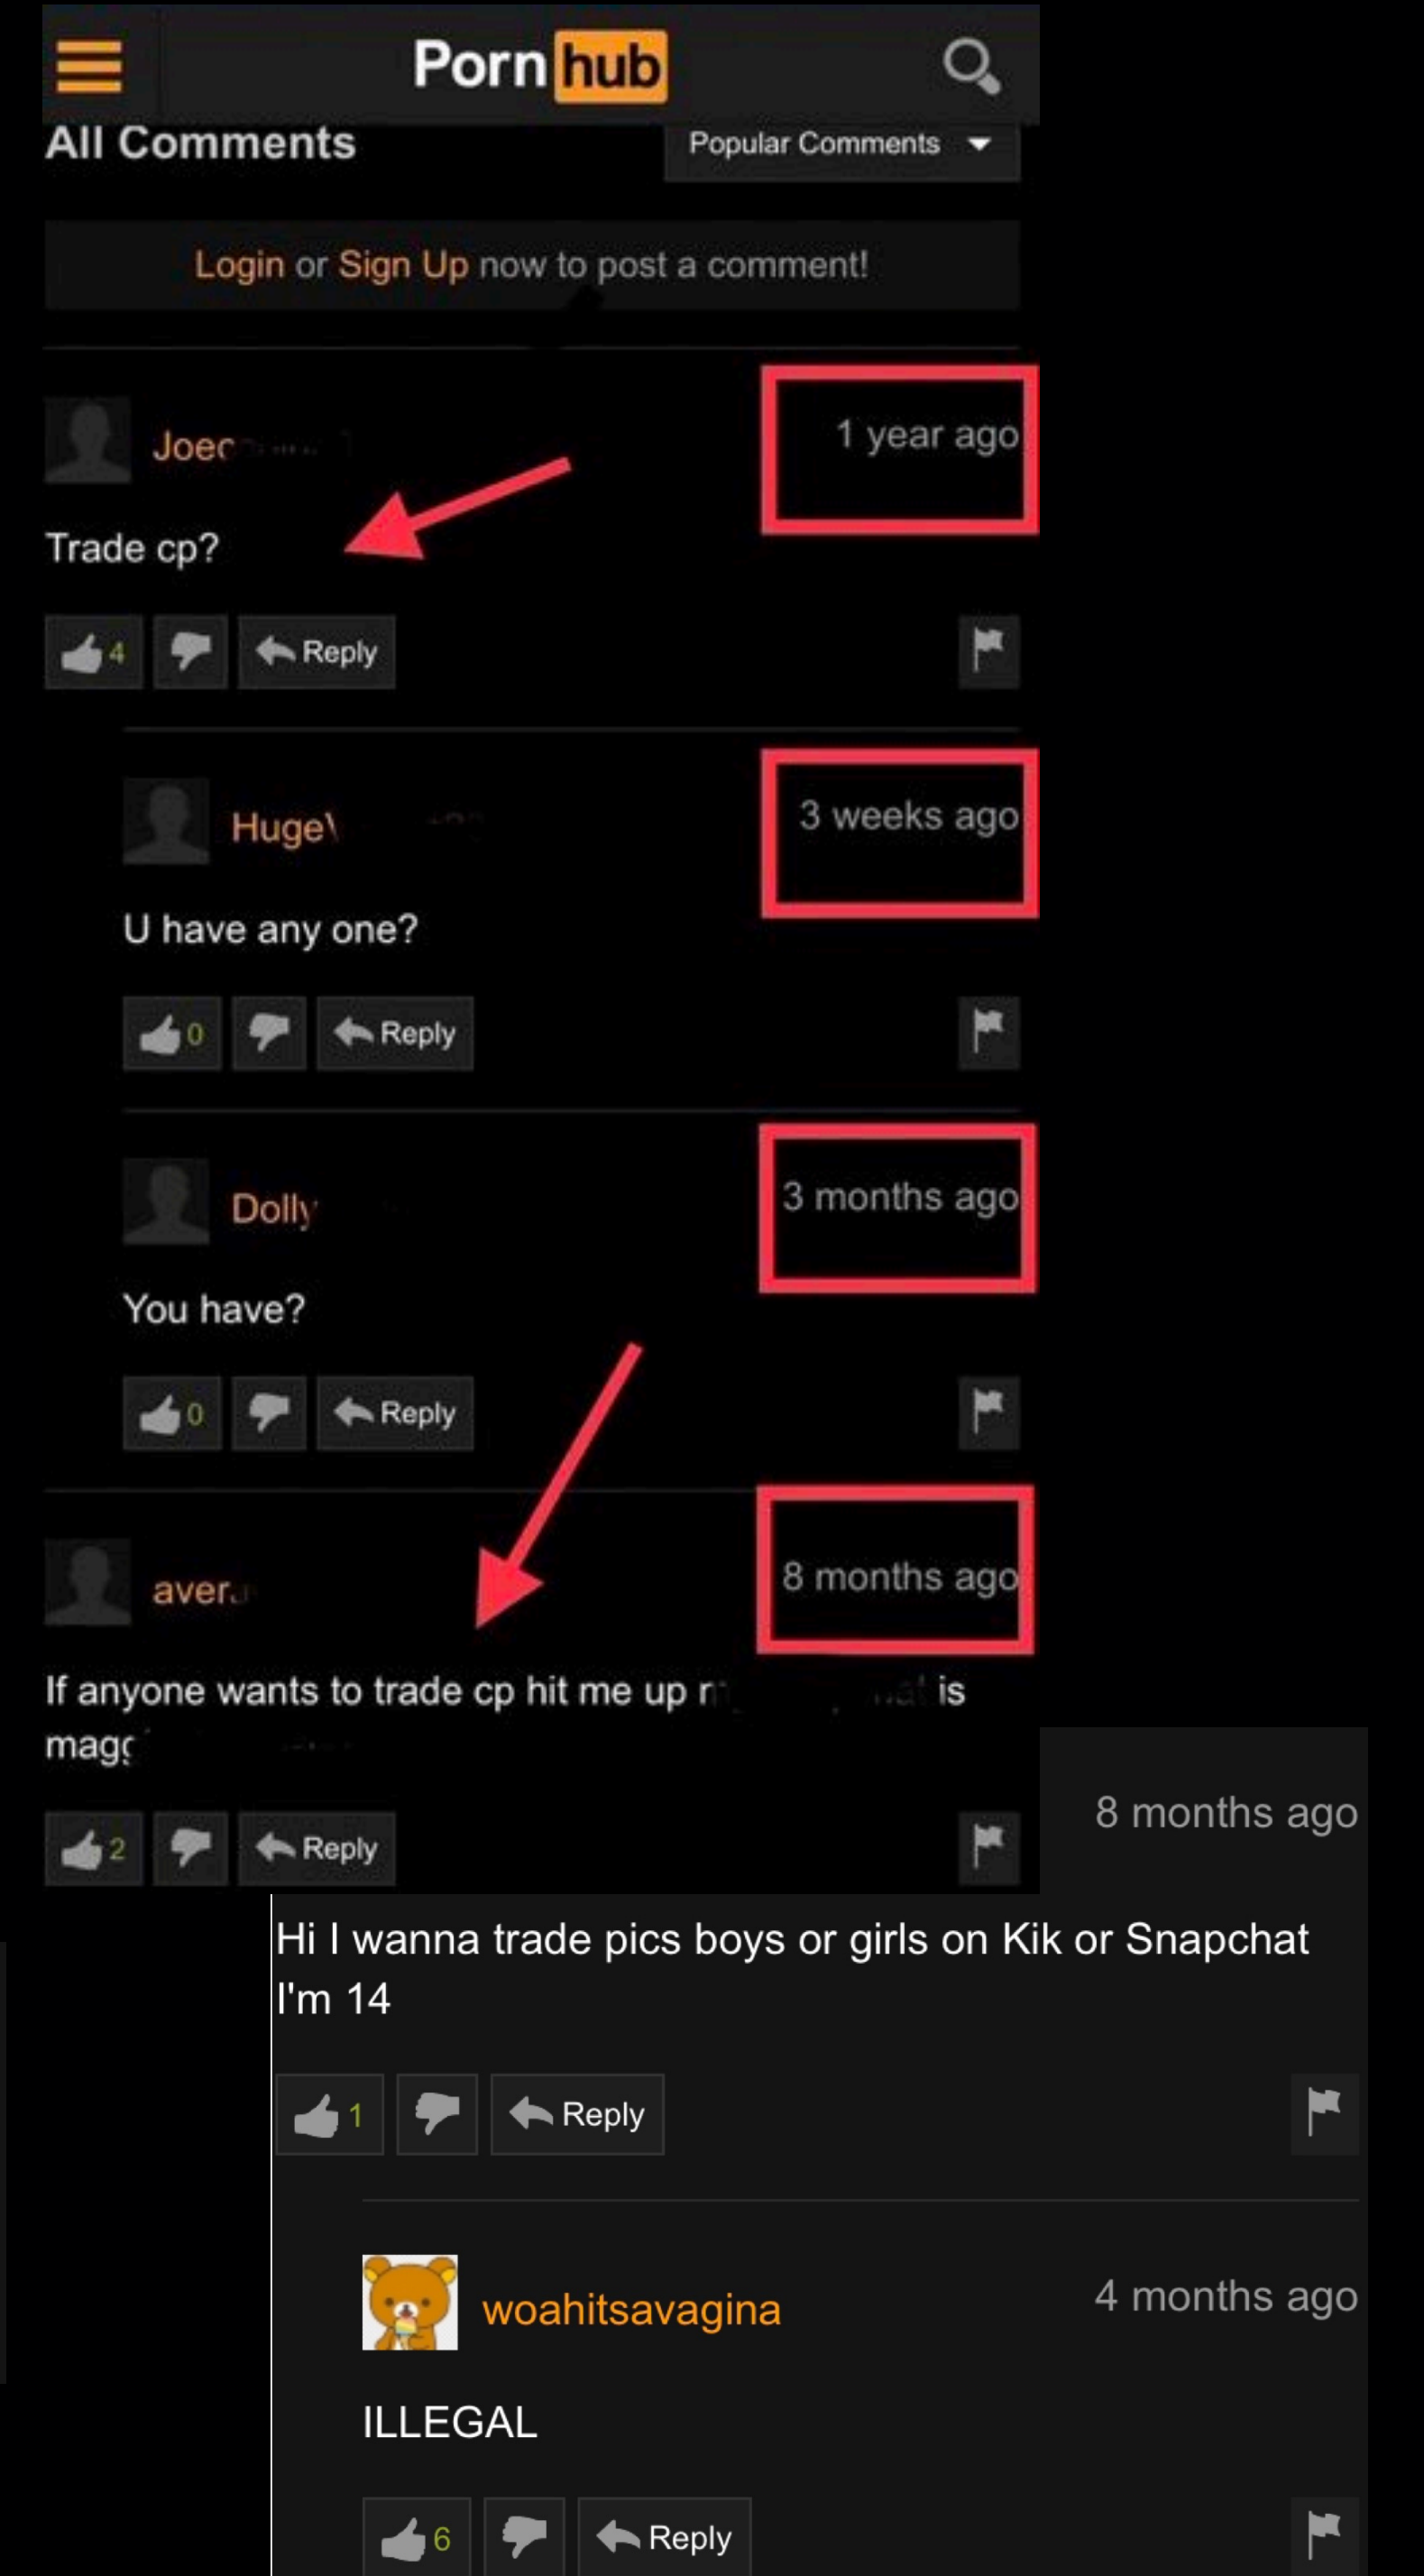 Pornhub
All Comments
Popular Comments
Login or Sign Up now to post a comment!
1 year ago
Trade cp?
4 Reply
3 weeks ago
U have any one?
0 Reply
Dolly 3 months ago
You have?
0 Reply
8 months ago
If anyone wants to trade cp hit me up is
2 Reply
8 months ago
Hi I wanna trade pics boys or girls on Kik or Snapchat
I'm 14
1 Reply
woahitsavagina 4 months ago
ILLEGAL
6 Reply